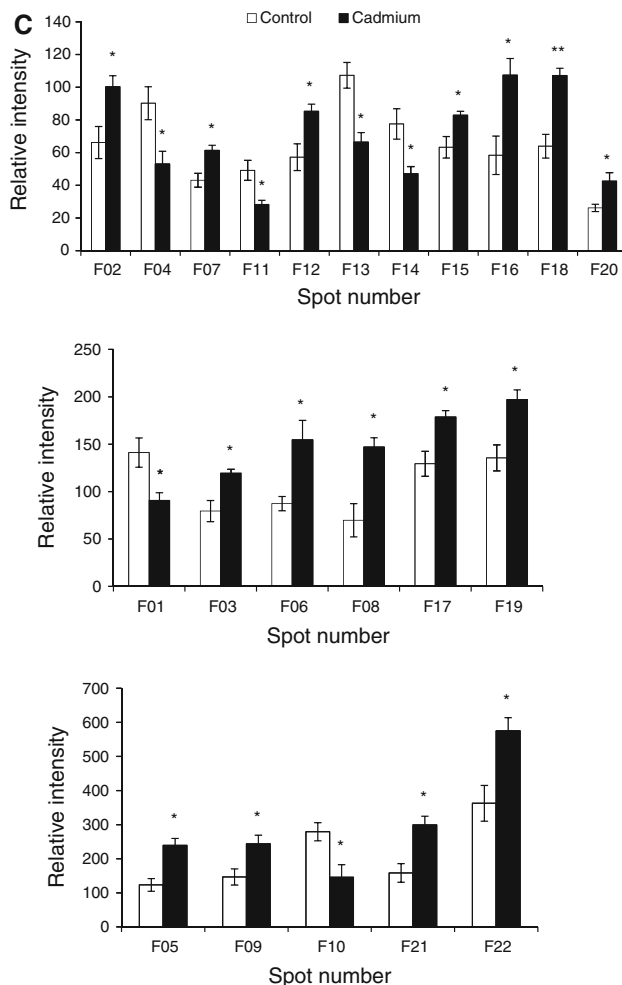 C
Control Cadmium
Relative intensity
140
120
100
80
60
40
20
0
* * * * * * * * * ** *
F02 F04 F07 F11 F12 F13 F14 F15 F16 F18 F20
Spot number
Relative intensity
250
200
150
100
50
0
* * * * * *
F01 F03 F06 F08 F17 F19
Spot number
Relative intensity
700
600
500
400
300
200
100
0
* * * * *
F05 F09 F10 F21 F22
Spot number